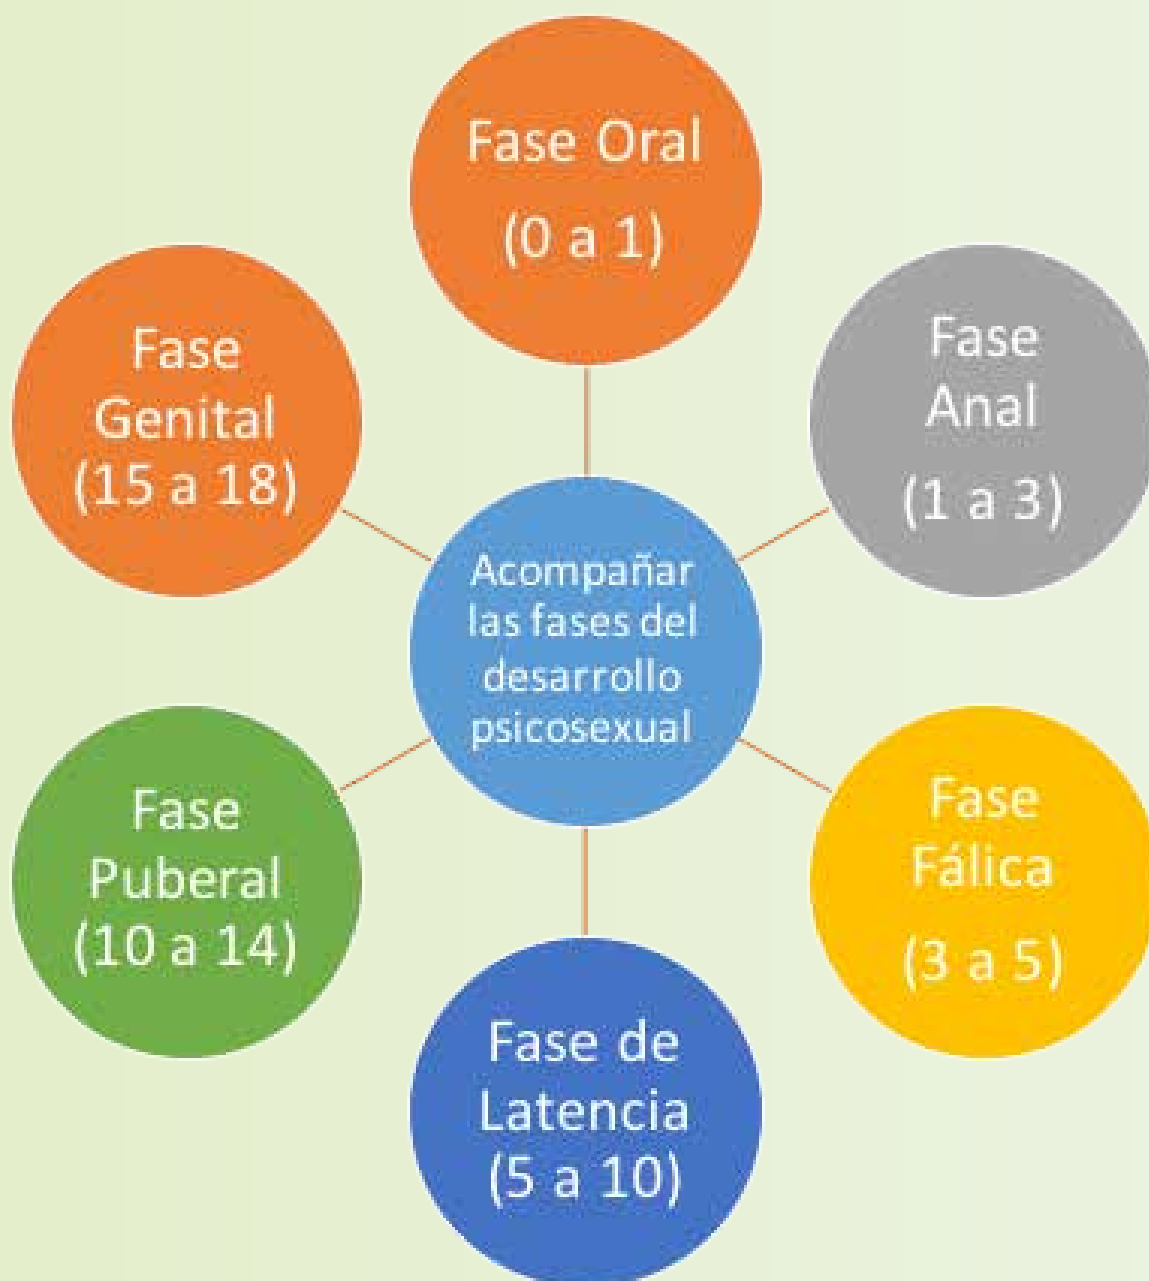 Fase Oral
(0 a 1)
Fase
Anal
(1 a 3)
Fase
Fálica
(3 a 5)
Fase de
Latencia
(5 a 10)
Fase
Puberal
(10 a 14)
Fase
Genital
(15 a 18)
Acompañar
las fases del
desarrollo
psicosexual